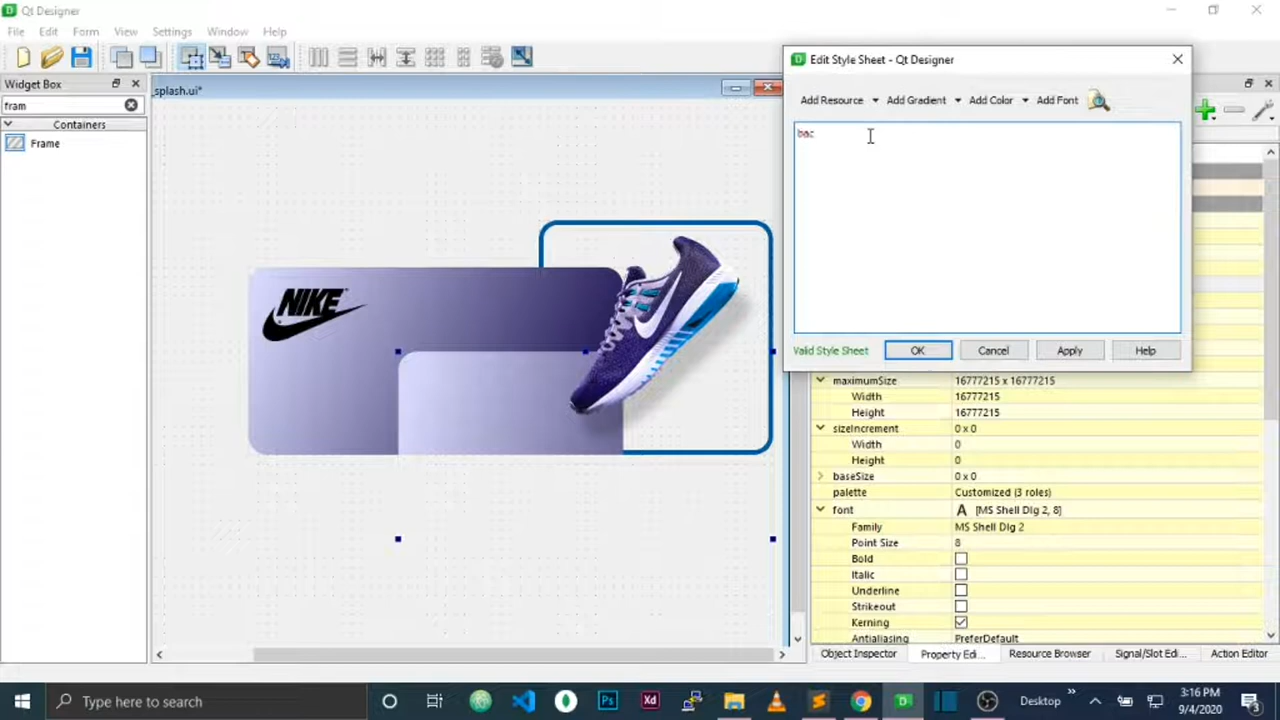 Qt Designer
File Edit Form View Settings Window Help
Widget Box
fram
Containers
Frame
_splash.ui*
NIKE
Edit Style Sheet - Qt Designer
Add Resource Add Gradient Add Color Add Font
bac
Valid Style Sheet OK Cancel Apply Help
maximumSize 16777215 x 16777215
Width 16777215
Height 16777215
sizeIncrement 0 x 0
Width 0
Height 0
baseSize 0 x 0
palette Customized (3 roles)
font A [MS Shell Dlg 2, 8]
Family MS Shell Dlg 2
Point Size 8
Bold
Italic
Underline
Strikeout
Kerning
Antialiasing PreferDefault
Object Inspector Property Edi... Resource Browser Signal/Slot Edi... Action Editor
Type here to search
Ps Xd
Desktop
3:16 PM
9/4/2020
3